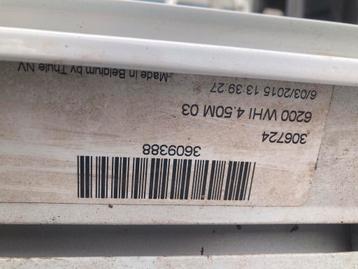 3609388
306724
6200 WHI 4.50M 03
6/03/2015 13 39 27
Made in Belgium by Thule NV